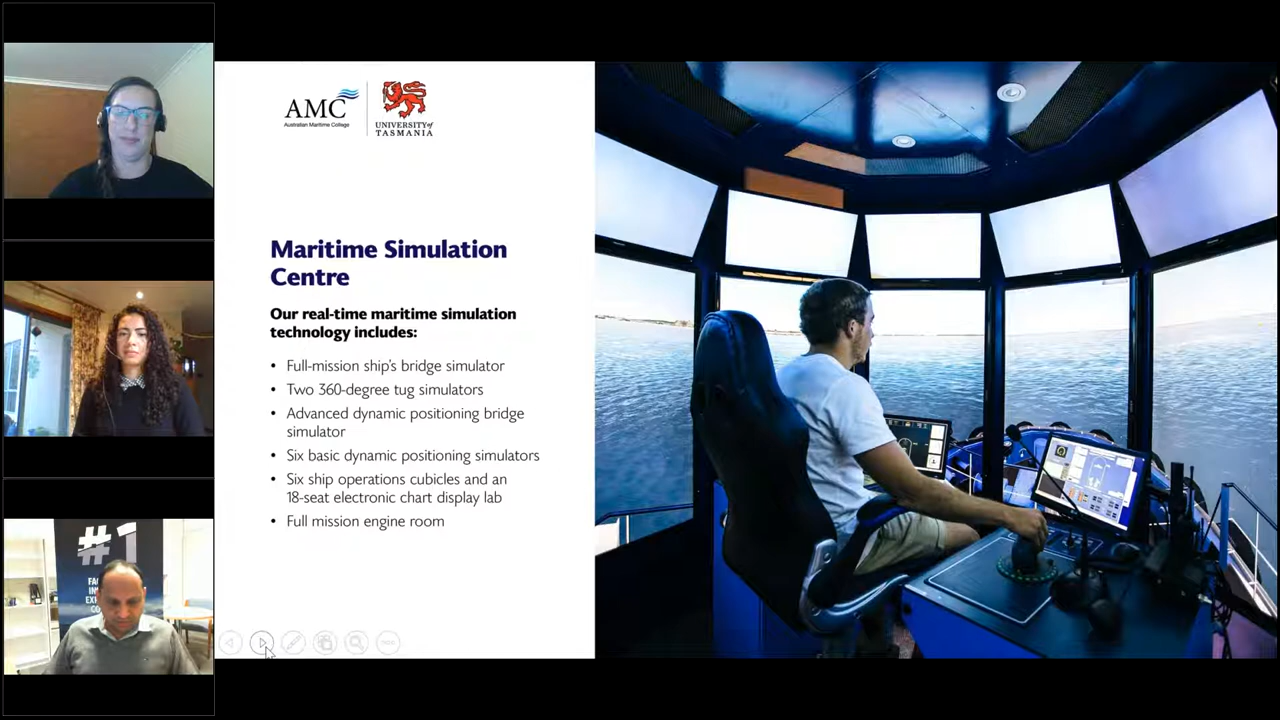 AMC
Australian Maritime College
UNIVERSITY of
TASMANIA
Maritime Simulation
Centre
Our real-time maritime simulation
technology includes:
• Full-mission ship's bridge simulator
• Two 360-degree tug simulators
• Advanced dynamic positioning bridge
simulator
• Six basic dynamic positioning simulators
• Six ship operations cubicles and an
18-seat electronic chart display lab
• Full mission engine room
#1